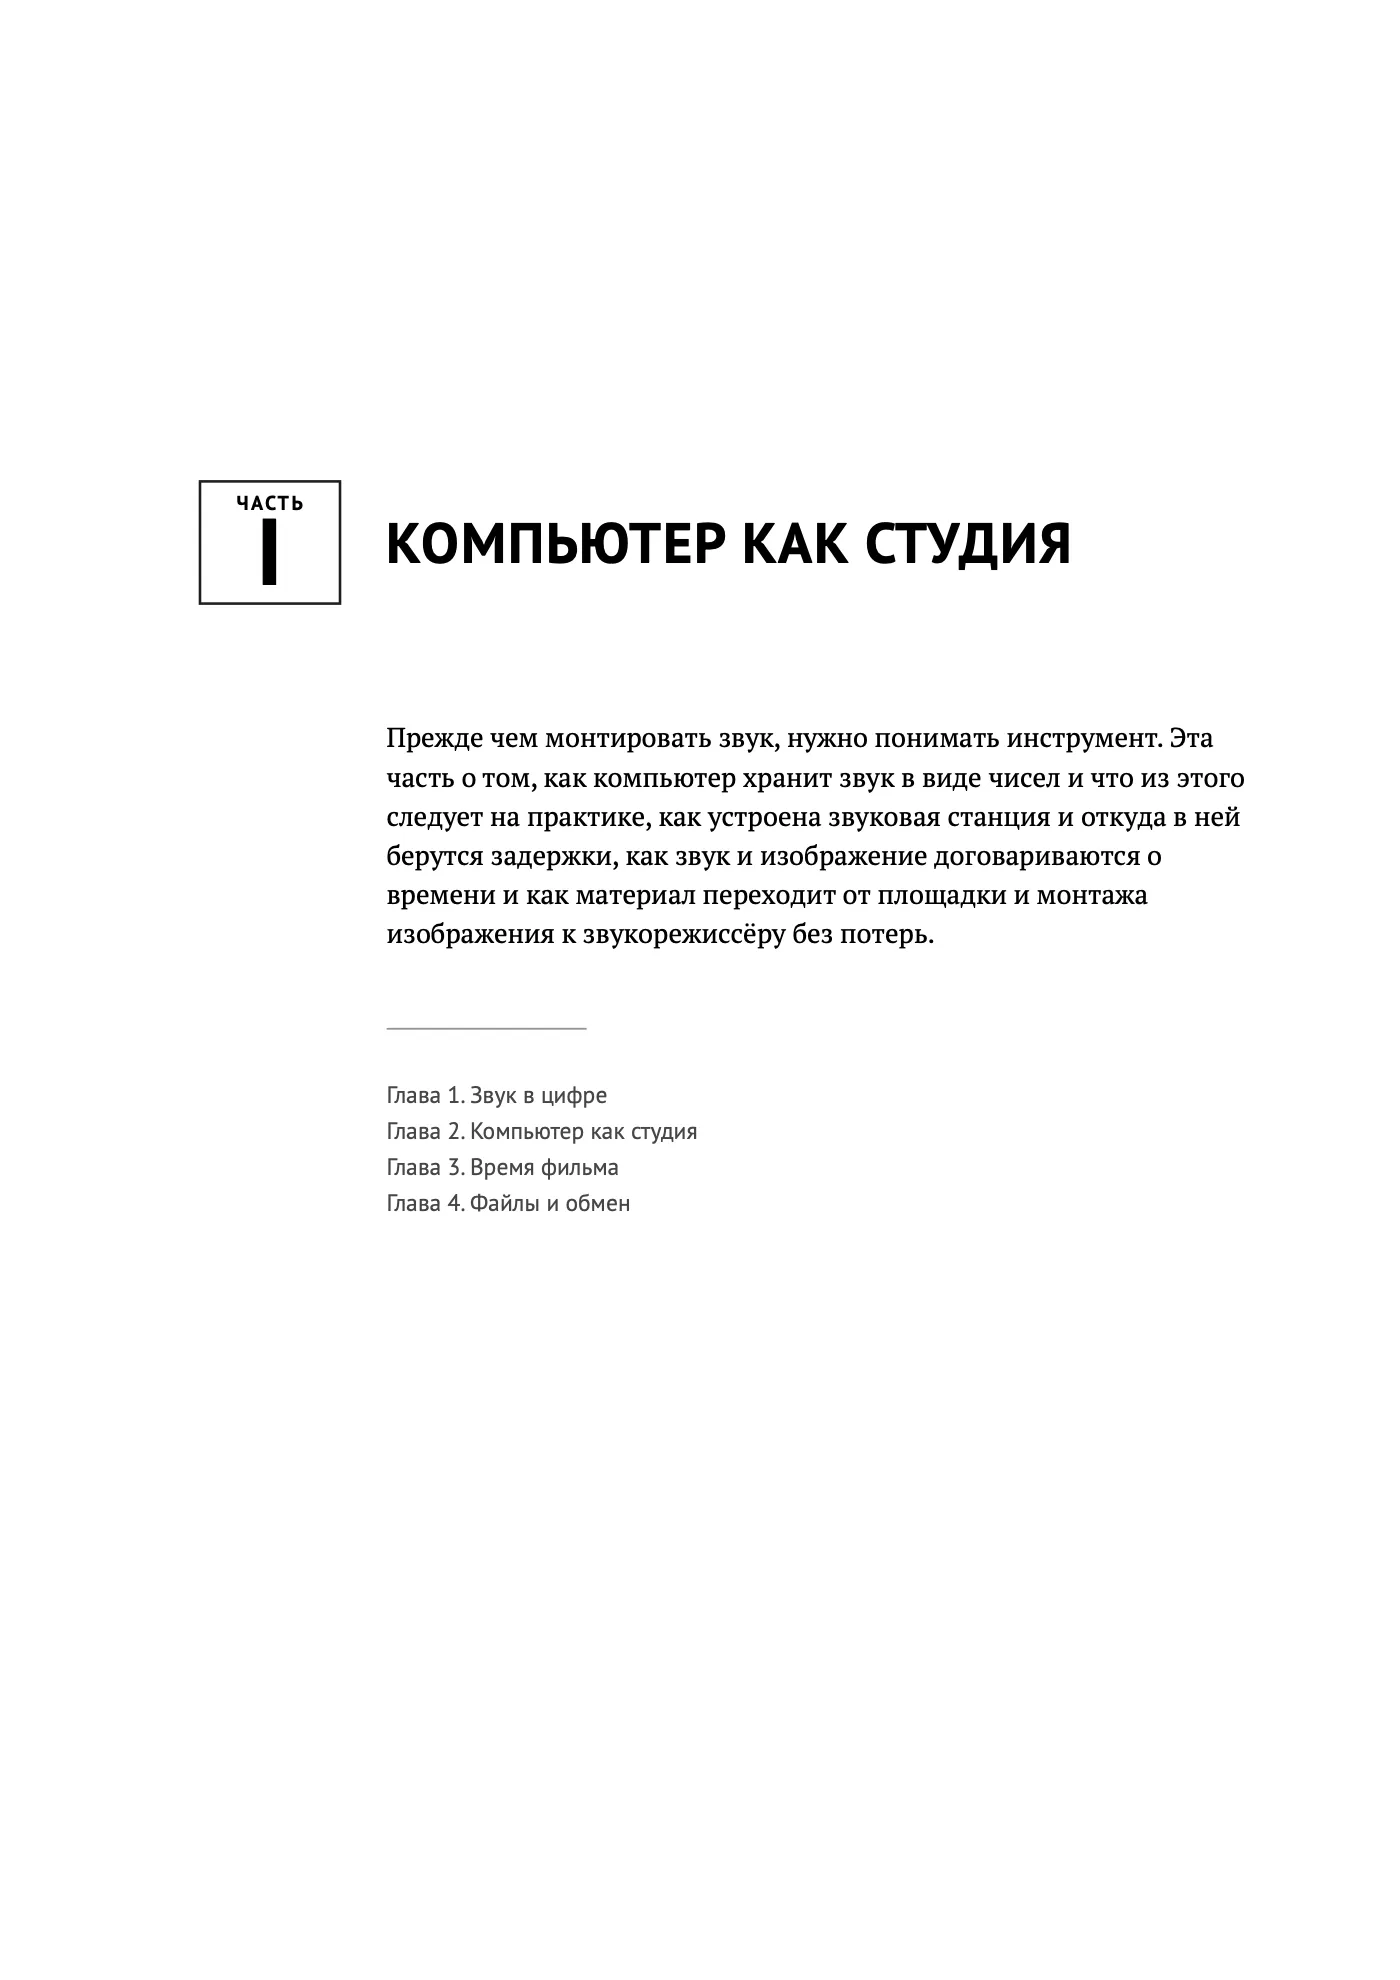 ЧАСТЬ
I
КОМПЬЮТЕР КАК СТУДИЯ
Прежде чем монтировать звук, нужно понимать инструмент. Эта
часть о том, как компьютер хранит звук в виде чисел и что из этого
следует на практике, как устроена звуковая станция и откуда в ней
берутся задержки, как звук и изображение договариваются о
времени и как материал переходит от площадки и монтажа
изображения к звукорежиссёру без потерь.
Глава 1. Звук в цифре
Глава 2. Компьютер как студия
Глава 3. Время фильма
Глава 4. Файлы и обмен